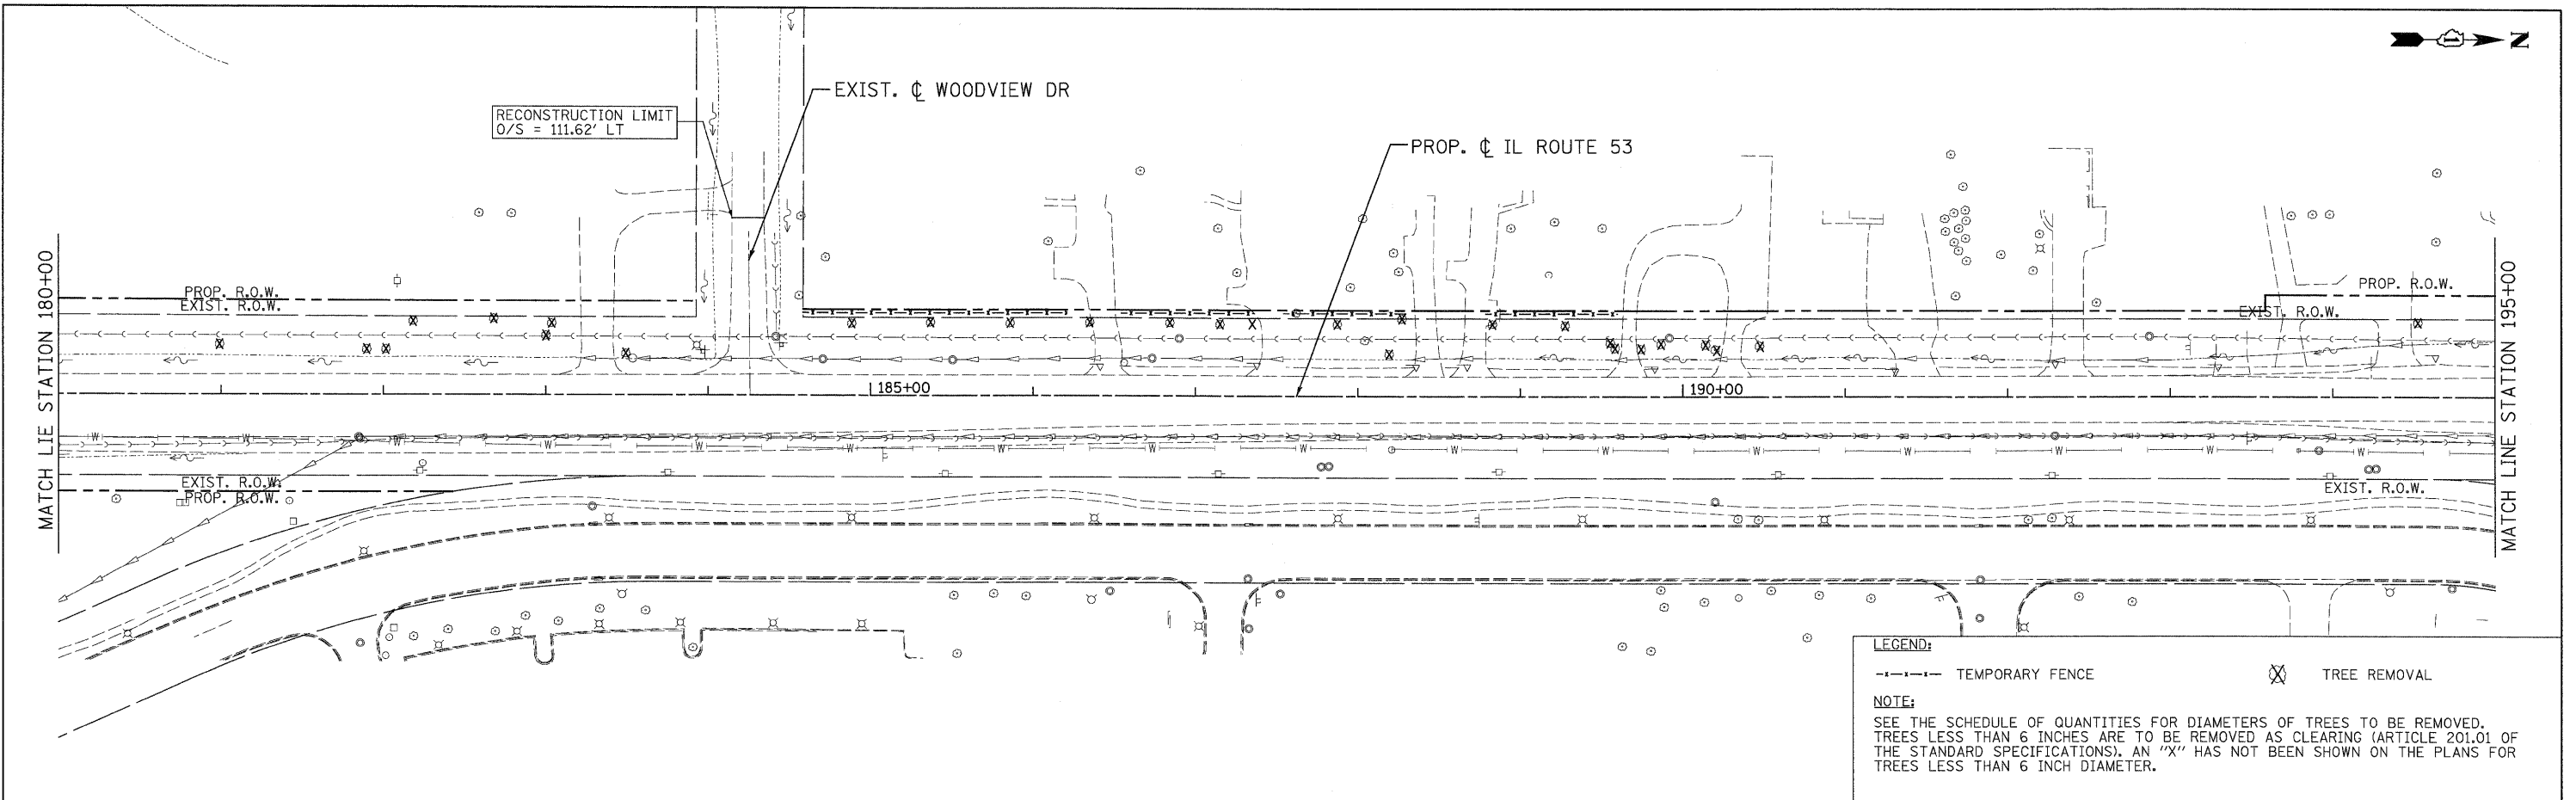 N
EXIST. ℄ WOODVIEW DR
RECONSTRUCTION LIMIT
O/S = 111.62' LT
PROP. ℄ IL ROUTE 53
MATCH LIE STATION 180+00
PROP. R.O.W.
EXIST. R.O.W.
PROP. R.O.W.
EXIST. R.O.W.
MATCH LINE STATION 195+00
185+00
190+00
W W W W W W W W W W W W W W W W
EXIST. R.O.W.
PROP. R.O.W.
EXIST. R.O.W.
LEGEND:
-x-x-x- TEMPORARY FENCE
TREE REMOVAL
NOTE:
SEE THE SCHEDULE OF QUANTITIES FOR DIAMETERS OF TREES TO BE REMOVED.
TREES LESS THAN 6 INCHES ARE TO BE REMOVED AS CLEARING (ARTICLE 201.01 OF
THE STANDARD SPECIFICATIONS). AN "X" HAS NOT BEEN SHOWN ON THE PLANS FOR
TREES LESS THAN 6 INCH DIAMETER.